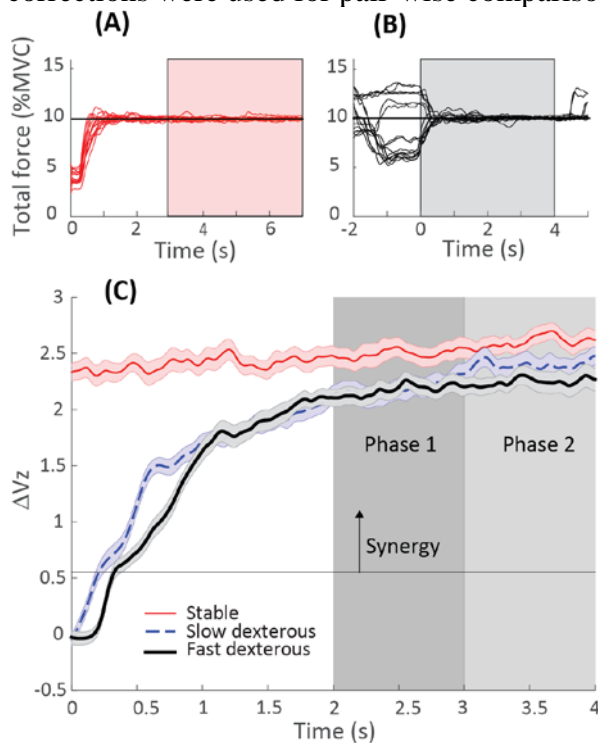 corrections were used for pair-wise compariso
(A)
(B)
Total force (%MVC)
15
10
5
0
0 2 4 6
Time (s)
15
10
5
0
-2 0 2 4
Time (s)
(C)
ΔVz
3
2.5
2
1.5
1
0.5
0
-0.5
Phase 1
Phase 2
Synergy
Stable
Slow dexterous
Fast dexterous
0 0.5 1 1.5 2 2.5 3 3.5 4
Time (s)